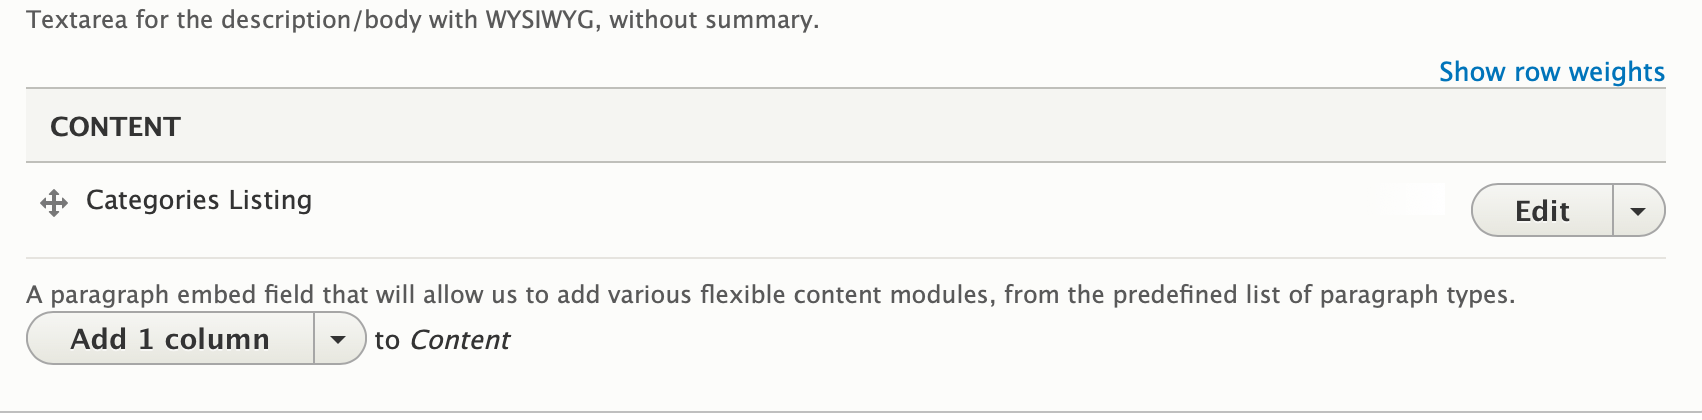 Textarea for the description/body with WYSIWYG, without summary.
Show row weights
CONTENT
Categories Listing
Edit
A paragraph embed field that will allow us to add various flexible content modules, from the predefined list of paragraph types.
Add 1 column to Content